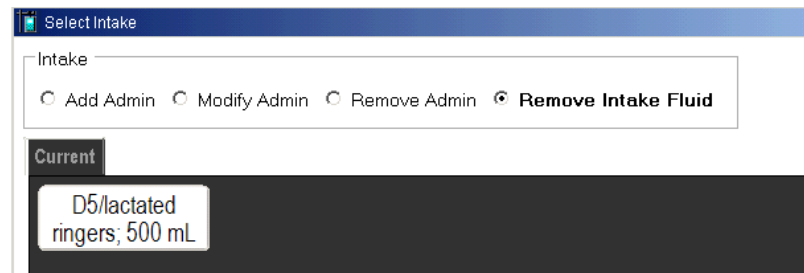 Select Intake
Intake
Add Admin Modify Admin Remove Admin Remove Intake Fluid
Current
D5/lactated
ringers; 500 mL